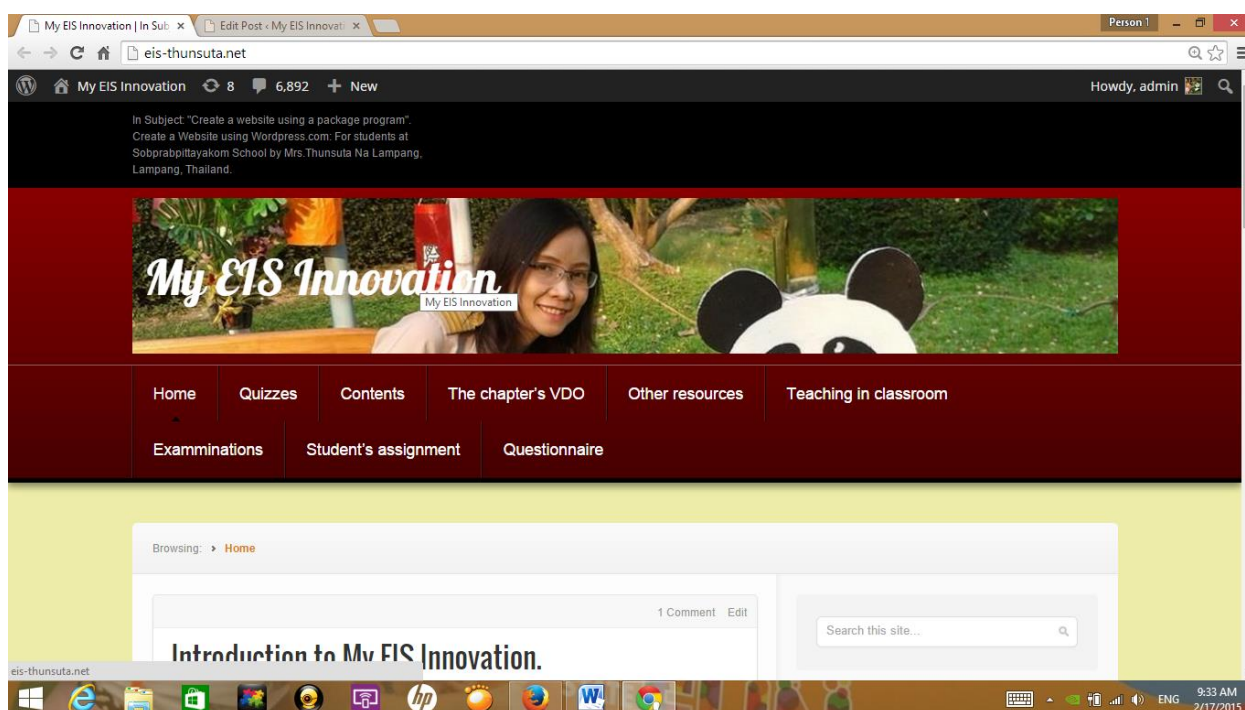 My EIS Innovation | In Sub
Edit Post ‹ My EIS Innovati
Person 1
eis-thunsuta.net
My EIS Innovation 8 6,892 + New
Howdy, admin
In Subject: "Create a website using a package program".
Create a Website using Wordpress.com: For students at
Sobprabpittayakom School by Mrs.Thunsuta Na Lampang,
Lampang, Thailand.
My EIS Innovation
My EIS Innovation
Home Quizzes Contents The chapter's VDO Other resources Teaching in classroom
Examminations Student's assignment Questionnaire
Browsing: › Home
1 Comment Edit
Search this site...
Introduction to My EIS Innovation.
eis-thunsuta.net
hp
W
ENG
9:33 AM
2/17/2015